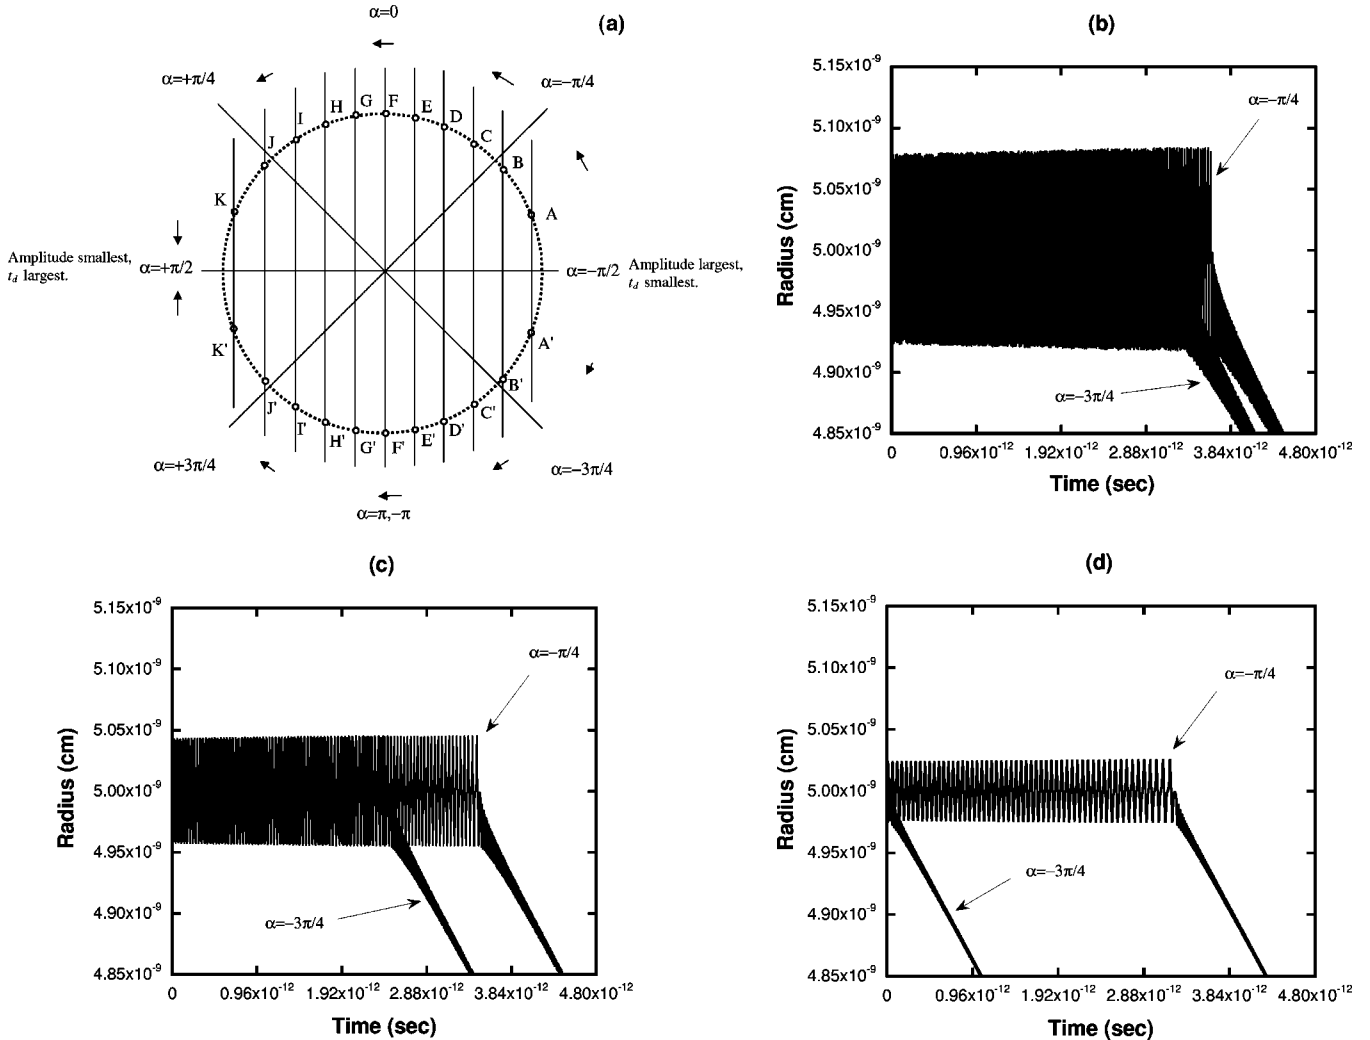 (a)
α=0
α=+π/4
α=−π/4
I H G F E D C
J B
K A
Amplitude smallest, α=+π/2
t_d largest.
α=−π/2 Amplitude largest,
t_d smallest.
K' A'
J' B'
I' H' G' F' E' D' C'
α=+3π/4
α=−3π/4
α=π,−π
(b)
5.15x10⁻⁹
5.10x10⁻⁹
5.05x10⁻⁹
5.00x10⁻⁹
4.95x10⁻⁹
4.90x10⁻⁹
4.85x10⁻⁹
Radius (cm)
α=−π/4
α=−3π/4
0 0.96x10⁻¹² 1.92x10⁻¹² 2.88x10⁻¹² 3.84x10⁻¹² 4.80x10⁻¹²
Time (sec)
(c)
5.15x10⁻⁹
5.10x10⁻⁹
5.05x10⁻⁹
5.00x10⁻⁹
4.95x10⁻⁹
4.90x10⁻⁹
4.85x10⁻⁹
Radius (cm)
α=−π/4
α=−3π/4
0 0.96x10⁻¹² 1.92x10⁻¹² 2.88x10⁻¹² 3.84x10⁻¹² 4.80x10⁻¹²
Time (sec)
(d)
5.15x10⁻⁹
5.10x10⁻⁹
5.05x10⁻⁹
5.00x10⁻⁹
4.95x10⁻⁹
4.90x10⁻⁹
4.85x10⁻⁹
Radius (cm)
α=−π/4
α=−3π/4
0 0.96x10⁻¹² 1.92x10⁻¹² 2.88x10⁻¹² 3.84x10⁻¹² 4.80x10⁻¹²
Time (sec)